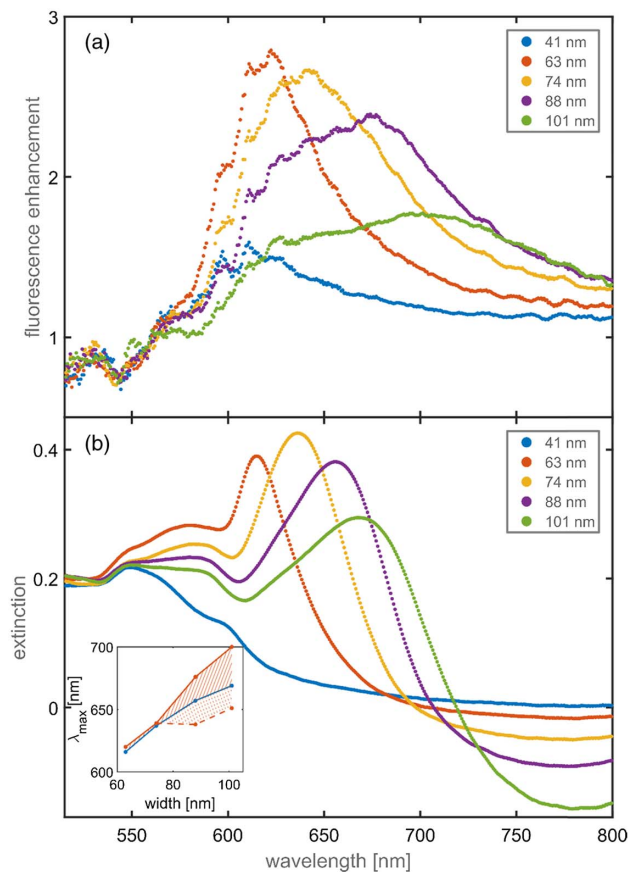 (a)
3
2
1
fluorescence enhancement
41 nm
63 nm
74 nm
88 nm
101 nm
(b)
0.4
0.2
0
extinction
41 nm
63 nm
74 nm
88 nm
101 nm
700
650
600
λmax [nm]
60 80 100
width [nm]
550 600 650 700 750 800
wavelength [nm]